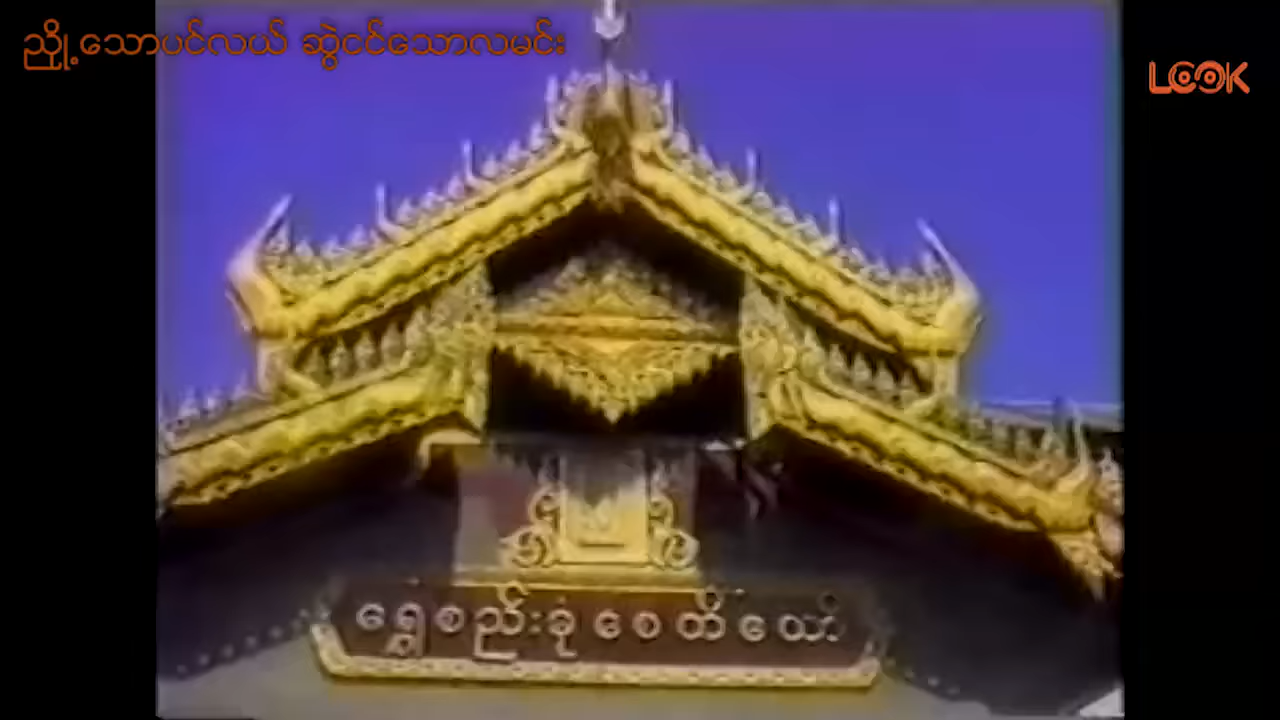 ညှို့သောပင်လယ် ဆွဲငင်သောလမင်း
LOOK
ရွှေစည်းခုံ စေတီတော်